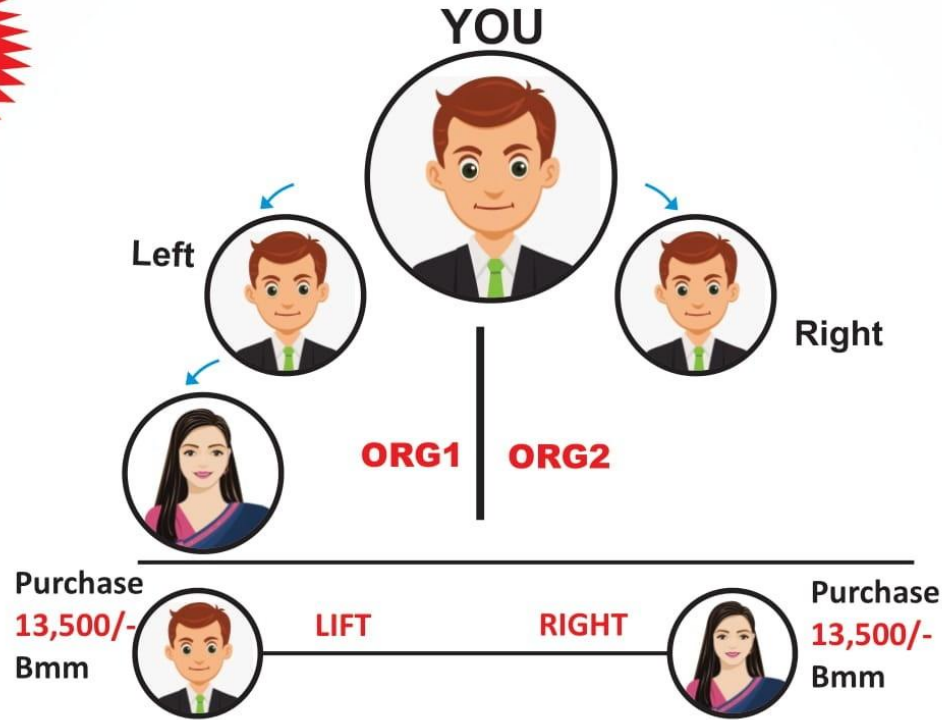 YOU
Left
Right
ORG1
ORG2
Purchase
13,500/-
Bmm
LIFT
RIGHT
Purchase
13,500/-
Bmm